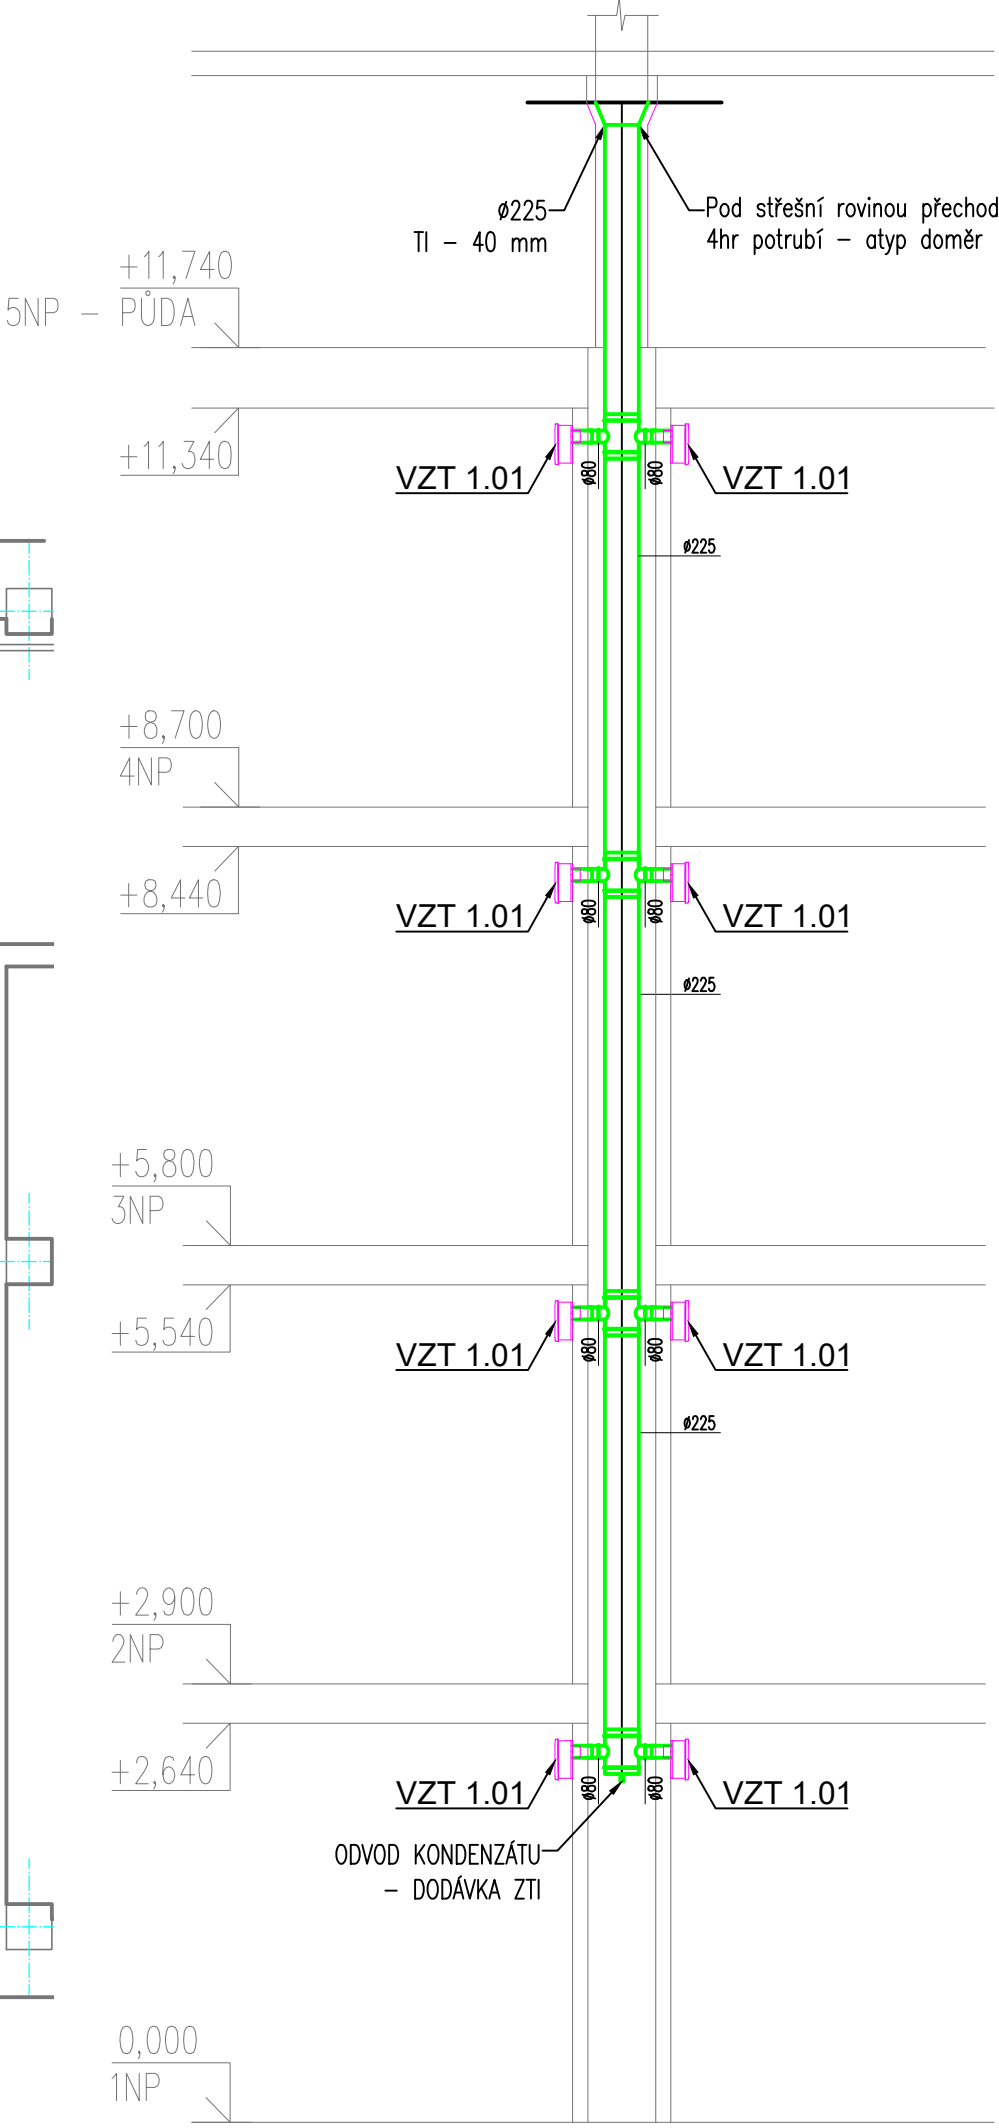 ø225
TI - 40 mm
Pod střešní rovinou přechod
4hr potrubí - atyp doměr
+11,740
5NP - PŮDA
+11,340
VZT 1.01
ø80
ø80
VZT 1.01
ø225
+8,700
4NP
+8,440
VZT 1.01
ø80
ø80
VZT 1.01
ø225
+5,800
3NP
+5,540
VZT 1.01
ø80
ø80
VZT 1.01
ø225
+2,900
2NP
+2,640
VZT 1.01
ø80
ø80
VZT 1.01
ODVOD KONDENZÁTU
- DODÁVKA ZTI
0,000
1NP